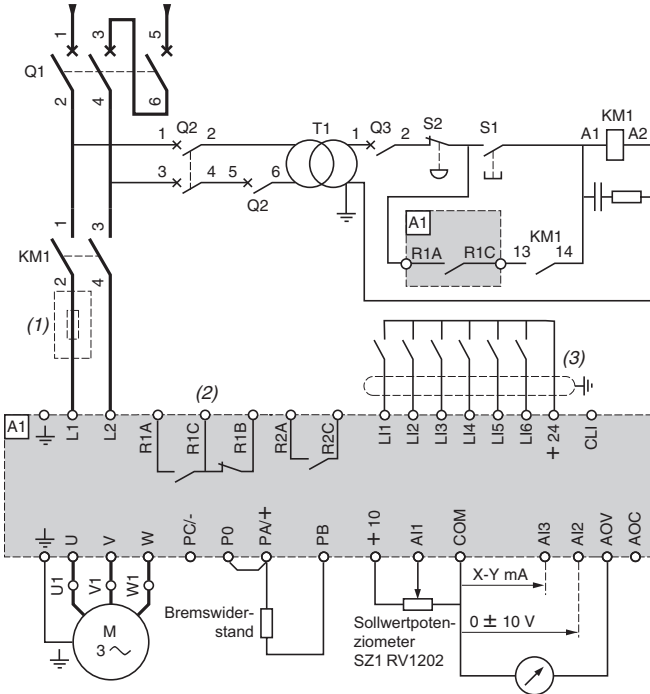 1 3 5
Q1
2 4 6
1 Q2 2 T1 1 Q3 2 S2 S1 KM1
A1 A2
3 4 5 6
Q2
1 3
KM1
2 4
A1
R1A R1C 13 KM1 14
(1)
(2)
(3)
A1
L1 L2 R1A R1C R1B R2A R2C LI1 LI2 LI3 LI4 LI5 LI6 + 24 CLI
U V W PC/- P0 PA/+ PB + 10 AI1 COM AI3 AI2 AOV AOC
U1 V1 W1
X-Y mA
0 ± 10 V
M
3
Bremswider-
stand
Sollwertpoten-
ziometer
SZ1 RV1202